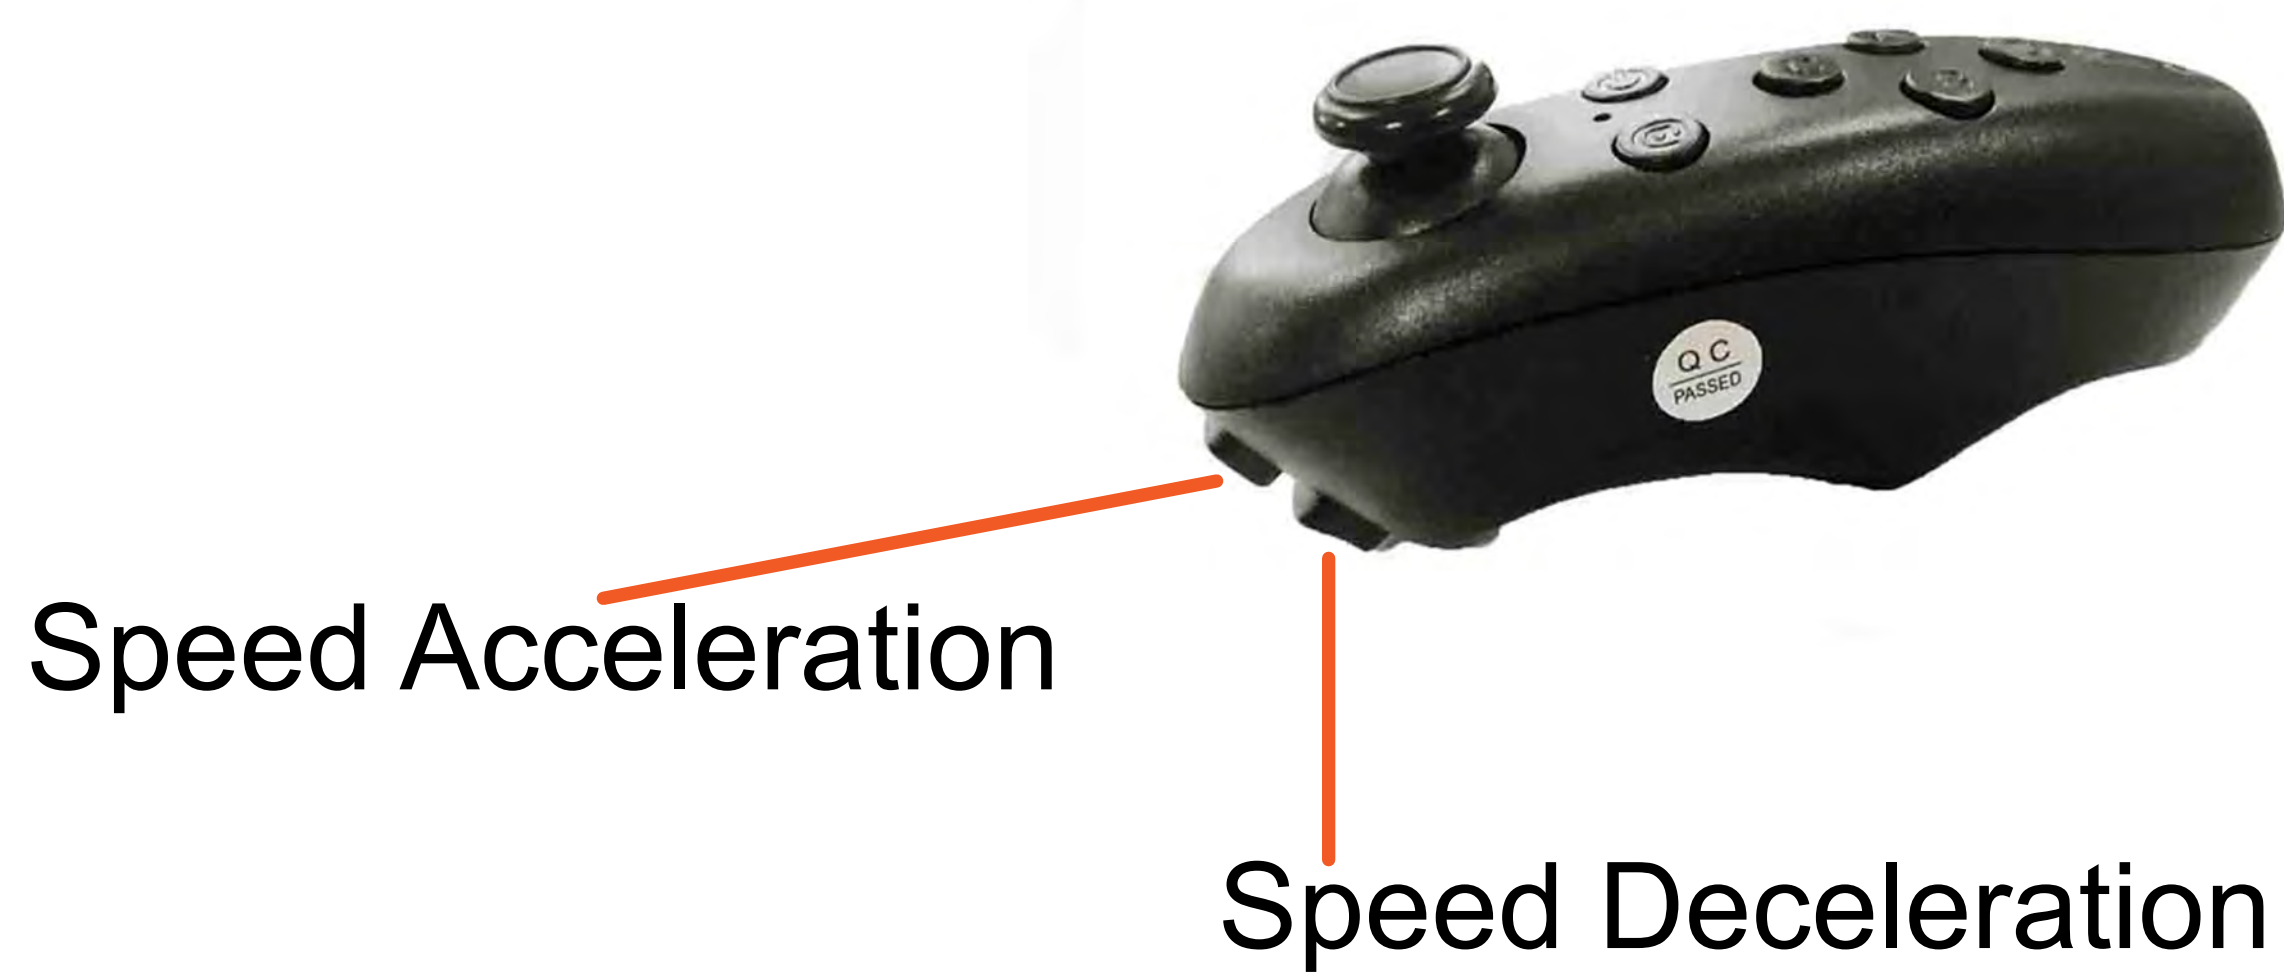 Q C
PASSED
Speed Acceleration
Speed Deceleration